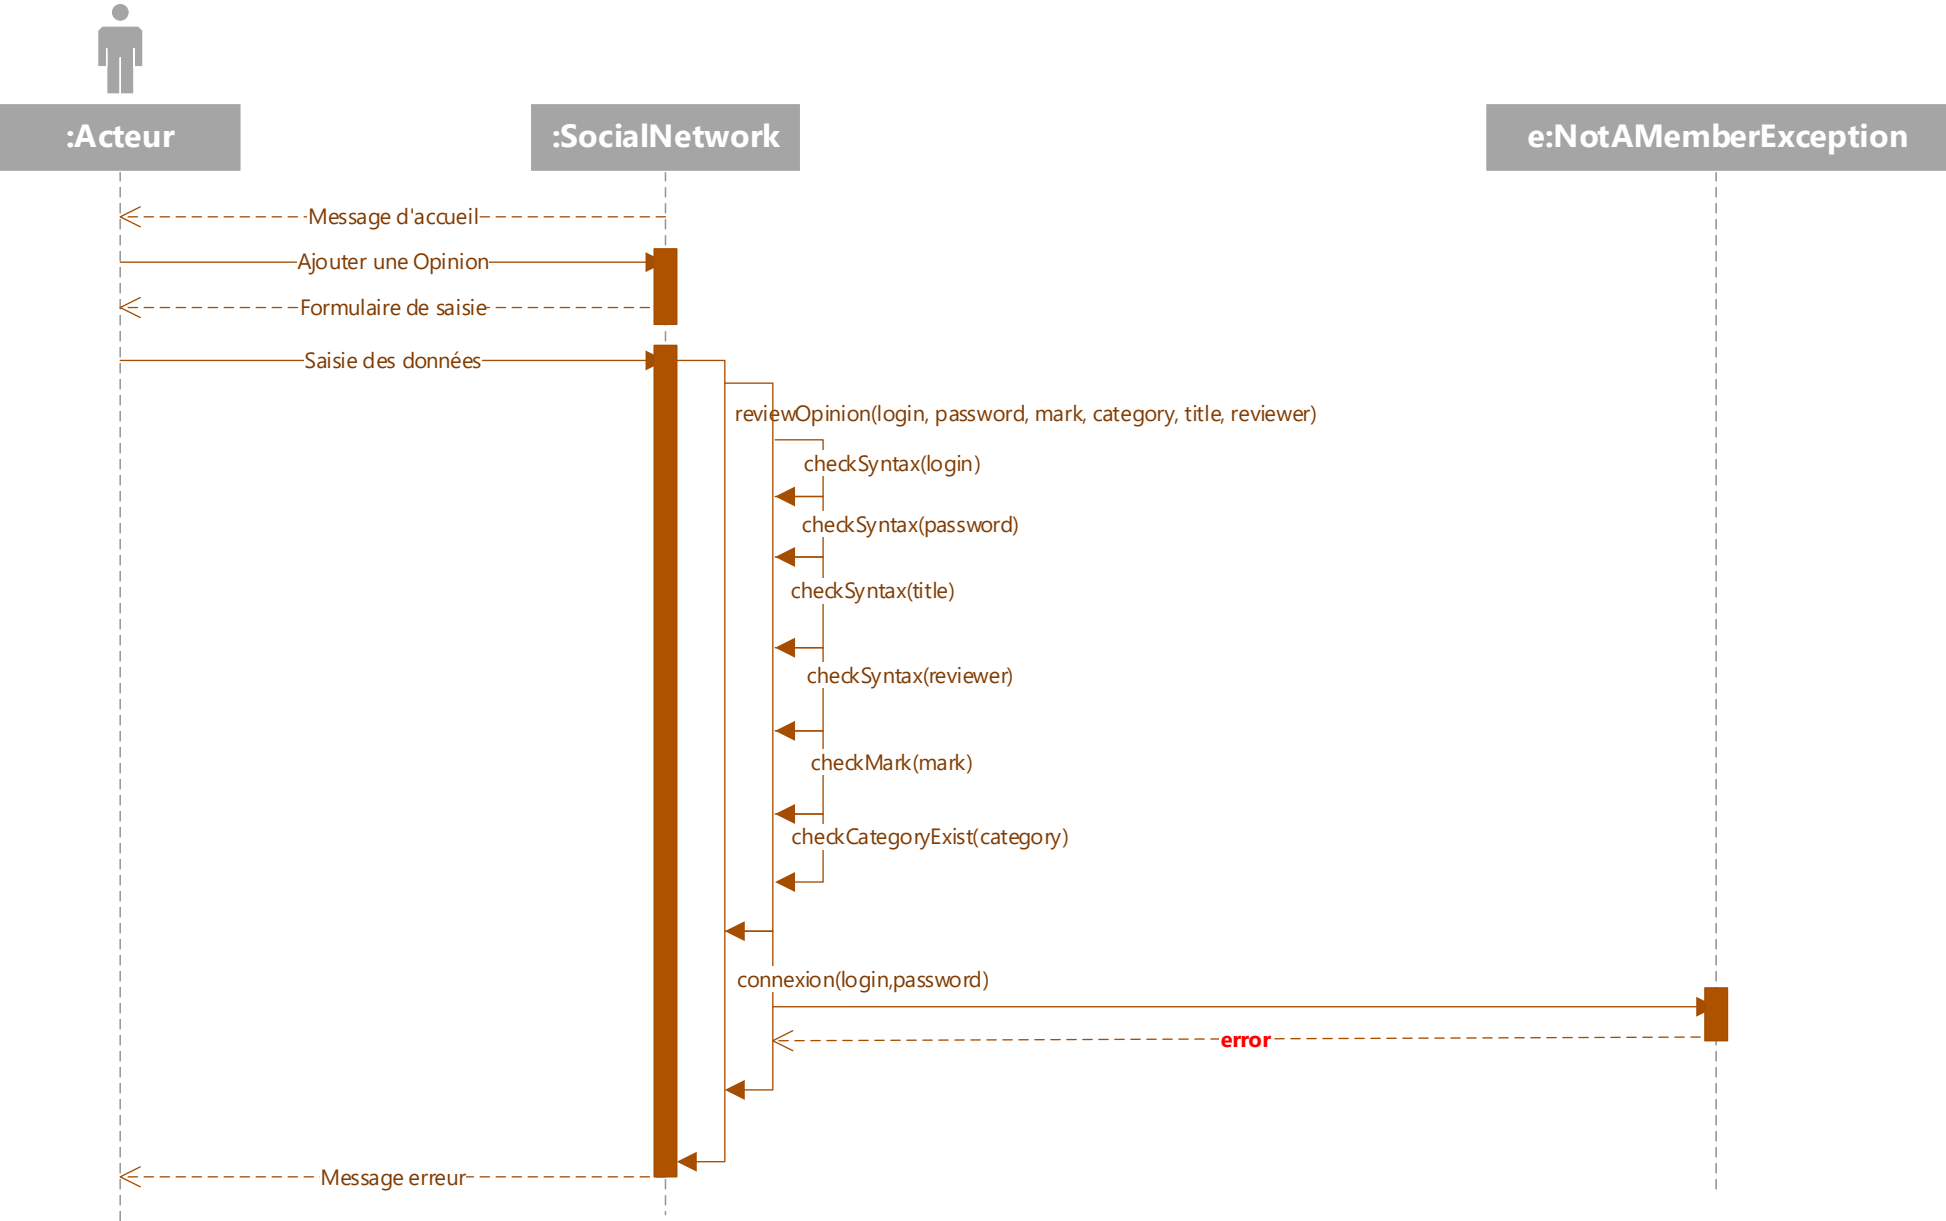 :Acteur
:SocialNetwork
e:NotAMemberException
Message d'accueil
Ajouter une Opinion
Formulaire de saisie
Saisie des données
reviewOpinion(login, password, mark, category, title, reviewer)
checkSyntax(login)
checkSyntax(password)
checkSyntax(title)
checkSyntax(reviewer)
checkMark(mark)
checkCategoryExist(category)
connexion(login,password)
error
Message erreur